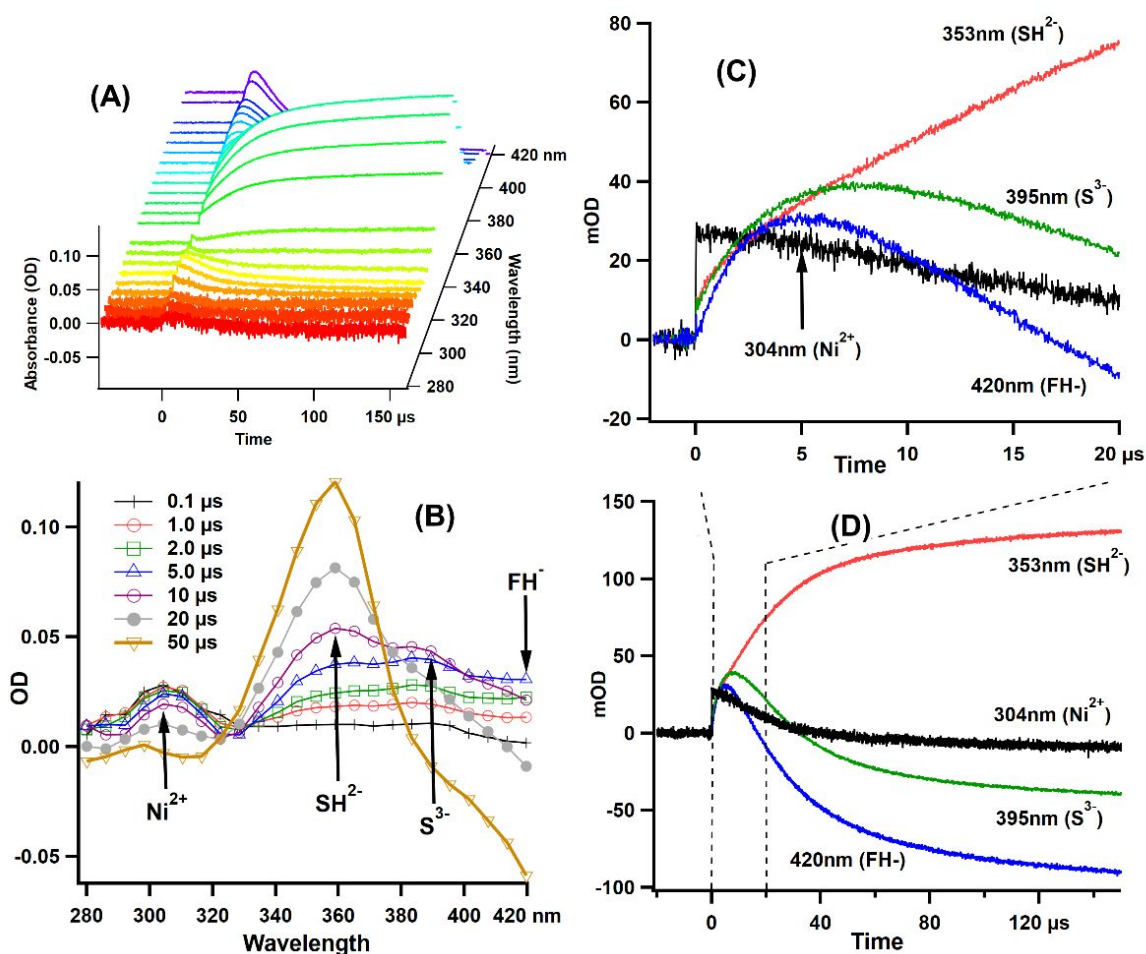 (A)
Absorbance (OD)
0.10
0.05
0.00
-0.05
0
50
100
150 µs
Time
420 nm
400
380
360
340
320
300
280
Wavelength (nm)
(C)
80
60
40
20
0
-20
mOD
353nm (SH²⁻)
395nm (S³⁻)
304nm (Ni²⁺)
420nm (FH-)
0
5
10
15
20 µs
Time
(B)
0.1 µs
1.0 µs
2.0 µs
5.0 µs
10 µs
20 µs
50 µs
0.10
0.05
0.00
-0.05
OD
FH⁻
Ni²⁺
SH²⁻
S³⁻
280
300
320
340
360
380
400
420 nm
Wavelength
(D)
150
100
50
0
-50
-100
mOD
353nm (SH²⁻)
304nm (Ni²⁺)
395nm (S³⁻)
420nm (FH-)
0
40
80
120 µs
Time